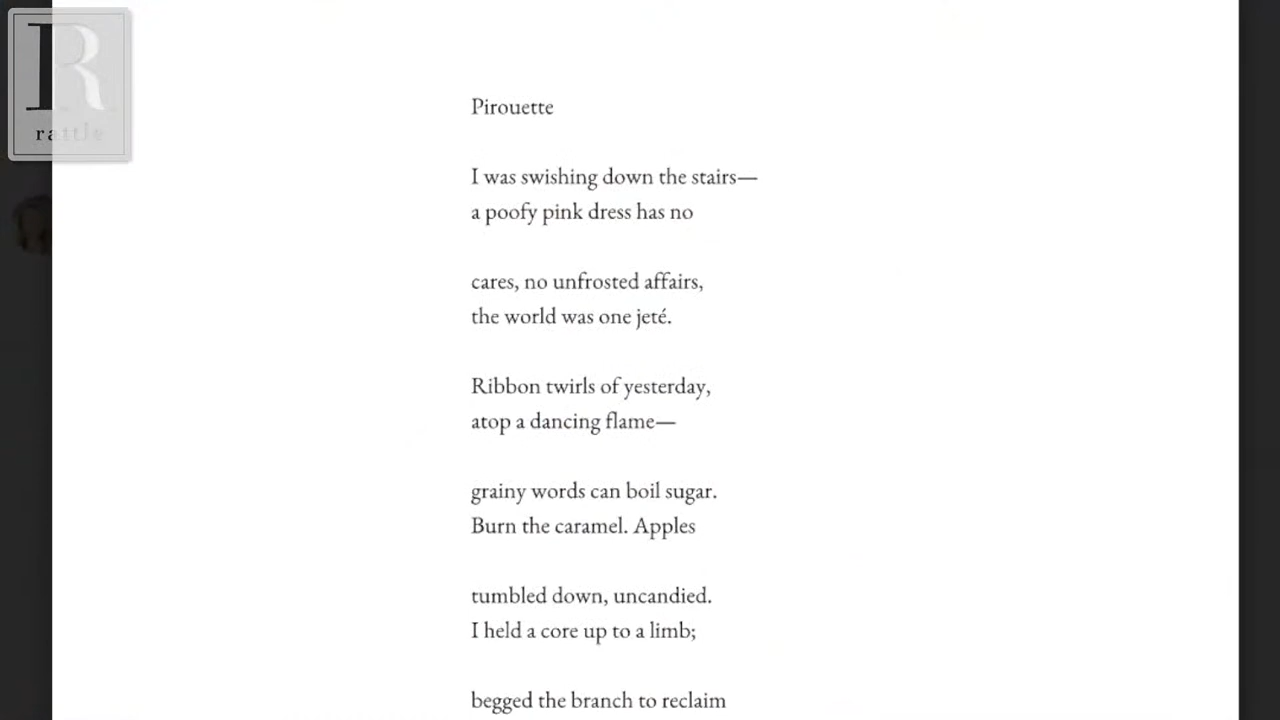 R
rattle
Pirouette
I was swishing down the stairs—
a poofy pink dress has no
cares, no unfrosted affairs,
the world was one jeté.
Ribbon twirls of yesterday,
atop a dancing flame—
grainy words can boil sugar.
Burn the caramel. Apples
tumbled down, uncandied.
I held a core up to a limb;
begged the branch to reclaim